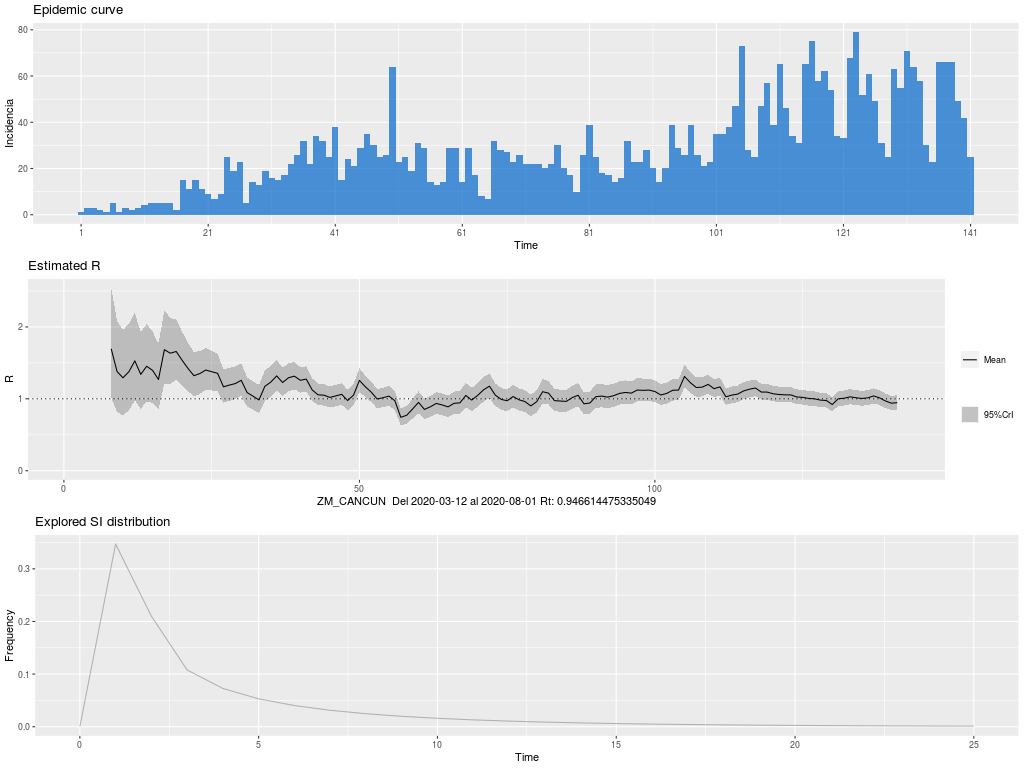 Epidemic curve
80
60
40
20
0
Incidencia
1 21 41 61 81 101 121 141
Time
Estimated R
2
1
0
R
0 50 100
ZM_CANCUN Del 2020-03-12 al 2020-08-01 Rt: 0.946614475335049
Mean
95%CrI
Explored SI distribution
0.3
0.2
0.1
0.0
Frequency
0 5 10 15 20 25
Time